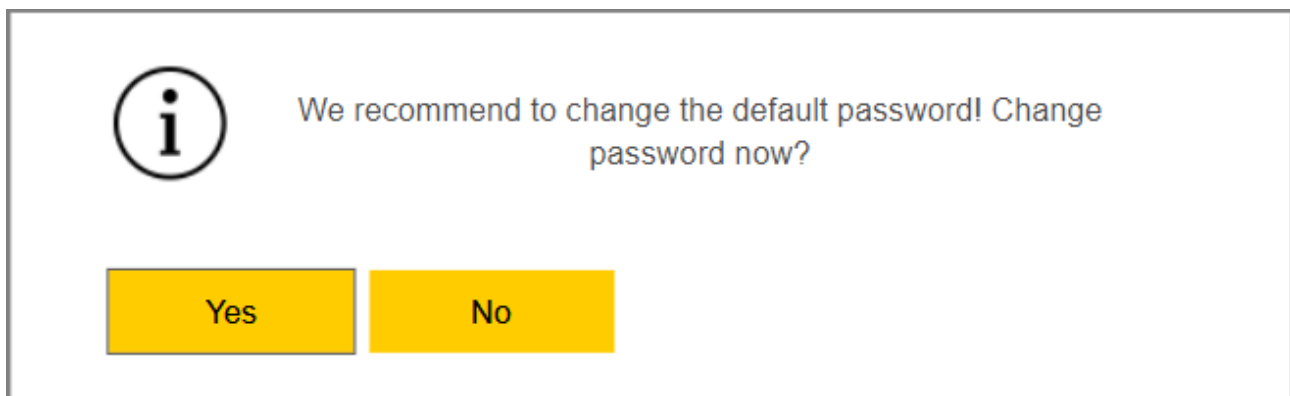 We recommend to change the default password! Change
password now?
Yes No